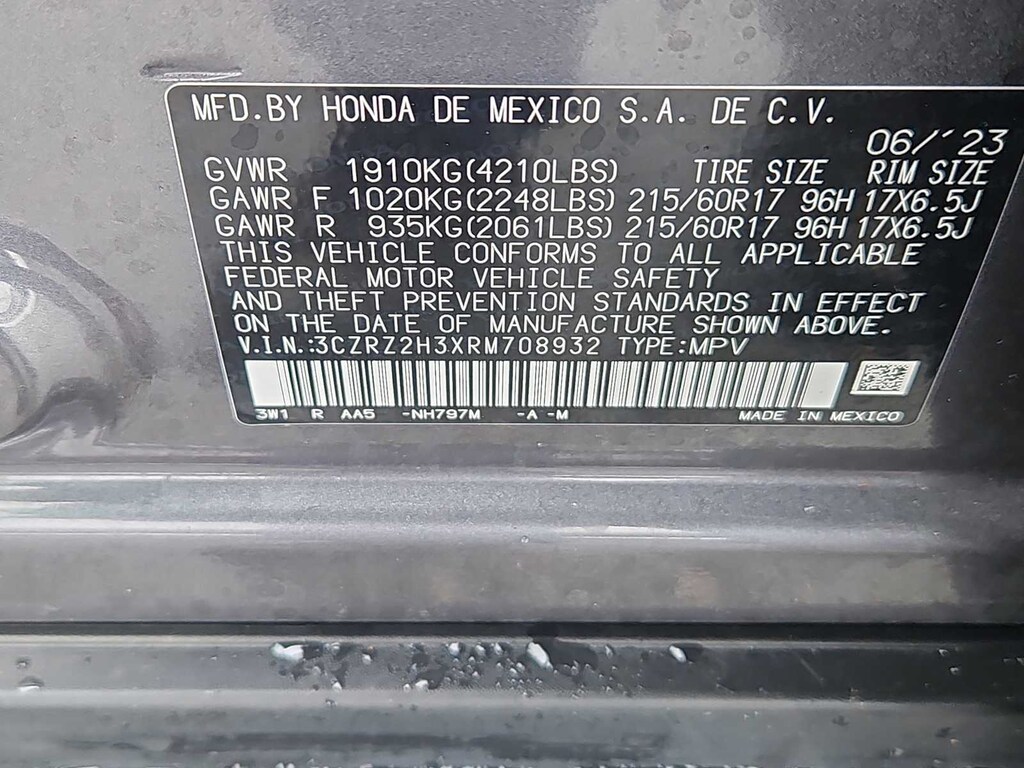 MFD.BY HONDA DE MEXICO S.A. DE C.V.
06/'23
GVWR 1910KG(4210LBS) TIRE SIZE RIM SIZE
GAWR F 1020KG(2248LBS) 215/60R17 96H 17X6.5J
GAWR R 935KG(2061LBS) 215/60R17 96H 17X6.5J
THIS VEHICLE CONFORMS TO ALL APPLICABLE
FEDERAL MOTOR VEHICLE SAFETY
AND THEFT PREVENTION STANDARDS IN EFFECT
ON THE DATE OF MANUFACTURE SHOWN ABOVE.
V.I.N.:3CZRZ2H3XRM708932 TYPE:MPV
3W1 R AA5 -NH797M -A -M MADE IN MEXICO